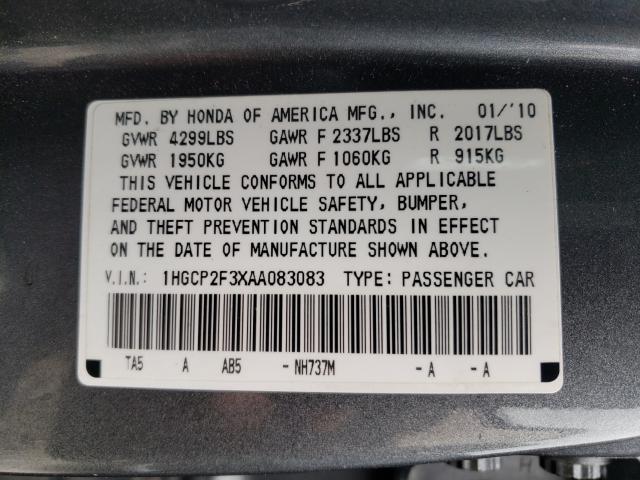 MFD. BY HONDA OF AMERICA MFG., INC. 01/'10
GVWR 4299LBS GAWR F 2337LBS R 2017LBS
GVWR 1950KG GAWR F 1060KG R 915KG
THIS VEHICLE CONFORMS TO ALL APPLICABLE
FEDERAL MOTOR VEHICLE SAFETY, BUMPER,
AND THEFT PREVENTION STANDARDS IN EFFECT
ON THE DATE OF MANUFACTURE SHOWN ABOVE.
V.I.N.: 1HGCP2F3XAA083083 TYPE: PASSENGER CAR
TA5 A AB5 - NH737M - A - A